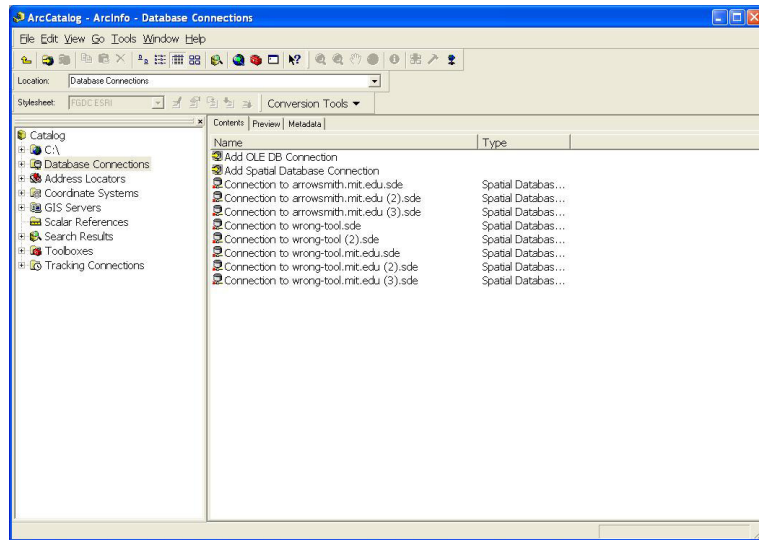 ArcCatalog - ArcInfo - Database Connections
File Edit View Go Tools Window Help
Location: Database Connections
Stylesheet: FGDC ESRI Conversion Tools
Contents Preview Metadata
Catalog
C:\
Database Connections
Address Locators
Coordinate Systems
GIS Servers
Scalar References
Search Results
Toolboxes
Tracking Connections
Name Type
Add OLE DB Connection
Add Spatial Database Connection
Connection to arrowsmith.mit.edu.sde Spatial Databas...
Connection to arrowsmith.mit.edu (2).sde Spatial Databas...
Connection to arrowsmith.mit.edu (3).sde Spatial Databas...
Connection to wrong-tool.sde Spatial Databas...
Connection to wrong-tool (2).sde Spatial Databas...
Connection to wrong-tool.mit.edu.sde Spatial Databas...
Connection to wrong-tool.mit.edu (2).sde Spatial Databas...
Connection to wrong-tool.mit.edu (3).sde Spatial Databas...